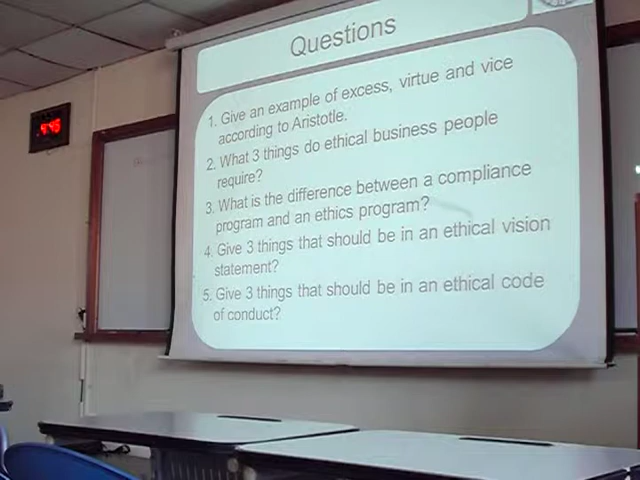 Questions
1. Give an example of excess, virtue and vice
according to Aristotle.
2. What 3 things do ethical business people
require?
3. What is the difference between a compliance
program and an ethics program?
4. Give 3 things that should be in an ethical vision
statement?
5. Give 3 things that should be in an ethical code
of conduct?